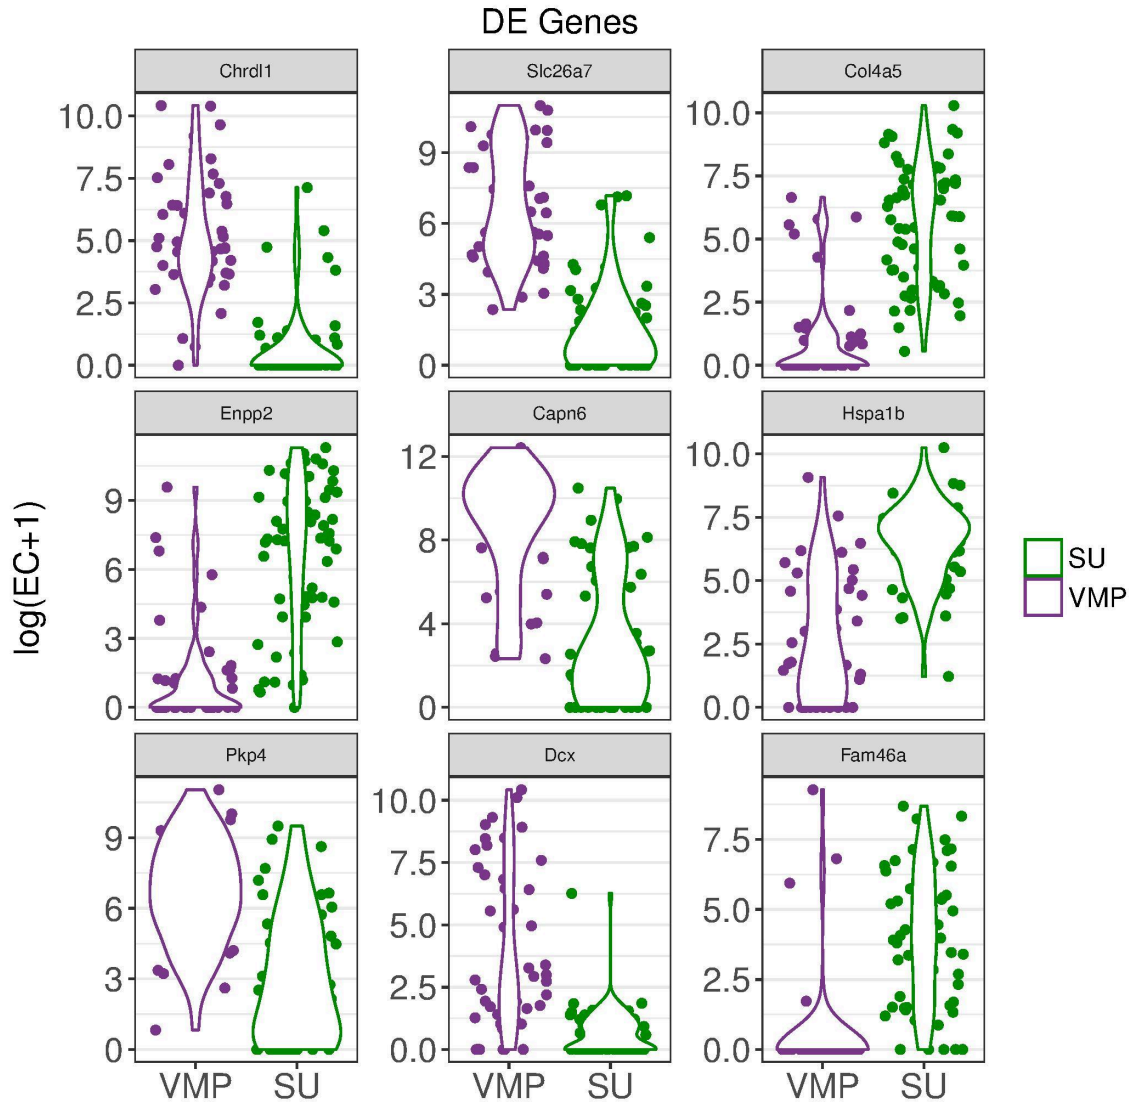 DE Genes
Chrdl1
Slc26a7
Col4a5
10.0
7.5
5.0
2.5
0.0
9
6
3
0
10.0
7.5
5.0
2.5
0.0
Enpp2
Capn6
Hspa1b
9
6
3
0
12
8
4
0
10.0
7.5
5.0
2.5
0.0
log(EC+1)
SU
VMP
Pkp4
Dcx
Fam46a
9
6
3
0
10.0
7.5
5.0
2.5
0.0
7.5
5.0
2.5
0.0
VMP SU
VMP SU
VMP SU